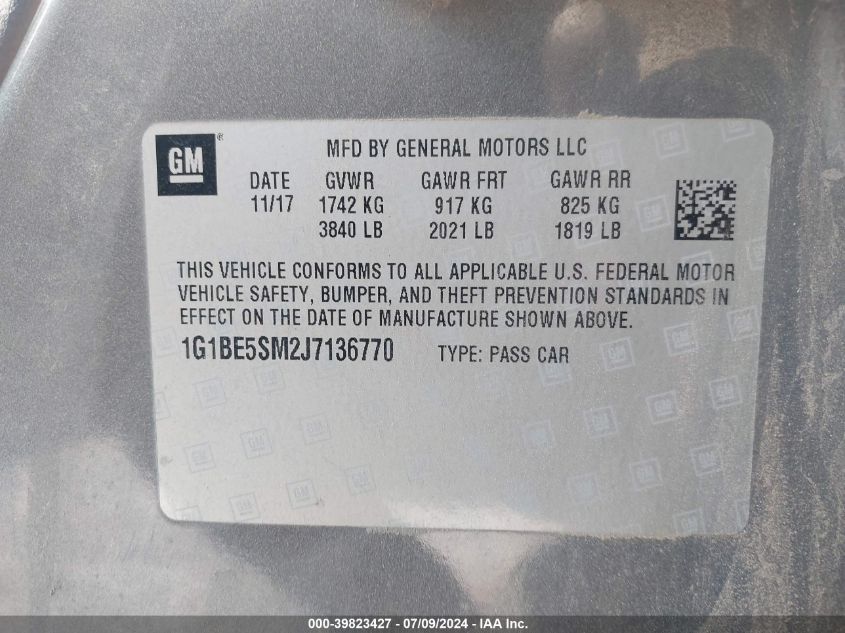 GM ®
MFD BY GENERAL MOTORS LLC
DATE GVWR GAWR FRT GAWR RR
11/17 1742 KG 917 KG 825 KG
3840 LB 2021 LB 1819 LB
THIS VEHICLE CONFORMS TO ALL APPLICABLE U.S. FEDERAL MOTOR
VEHICLE SAFETY, BUMPER, AND THEFT PREVENTION STANDARDS IN
EFFECT ON THE DATE OF MANUFACTURE SHOWN ABOVE.
1G1BE5SM2J7136770 TYPE: PASS CAR
000-39823427 - 07/09/2024 - IAA Inc.